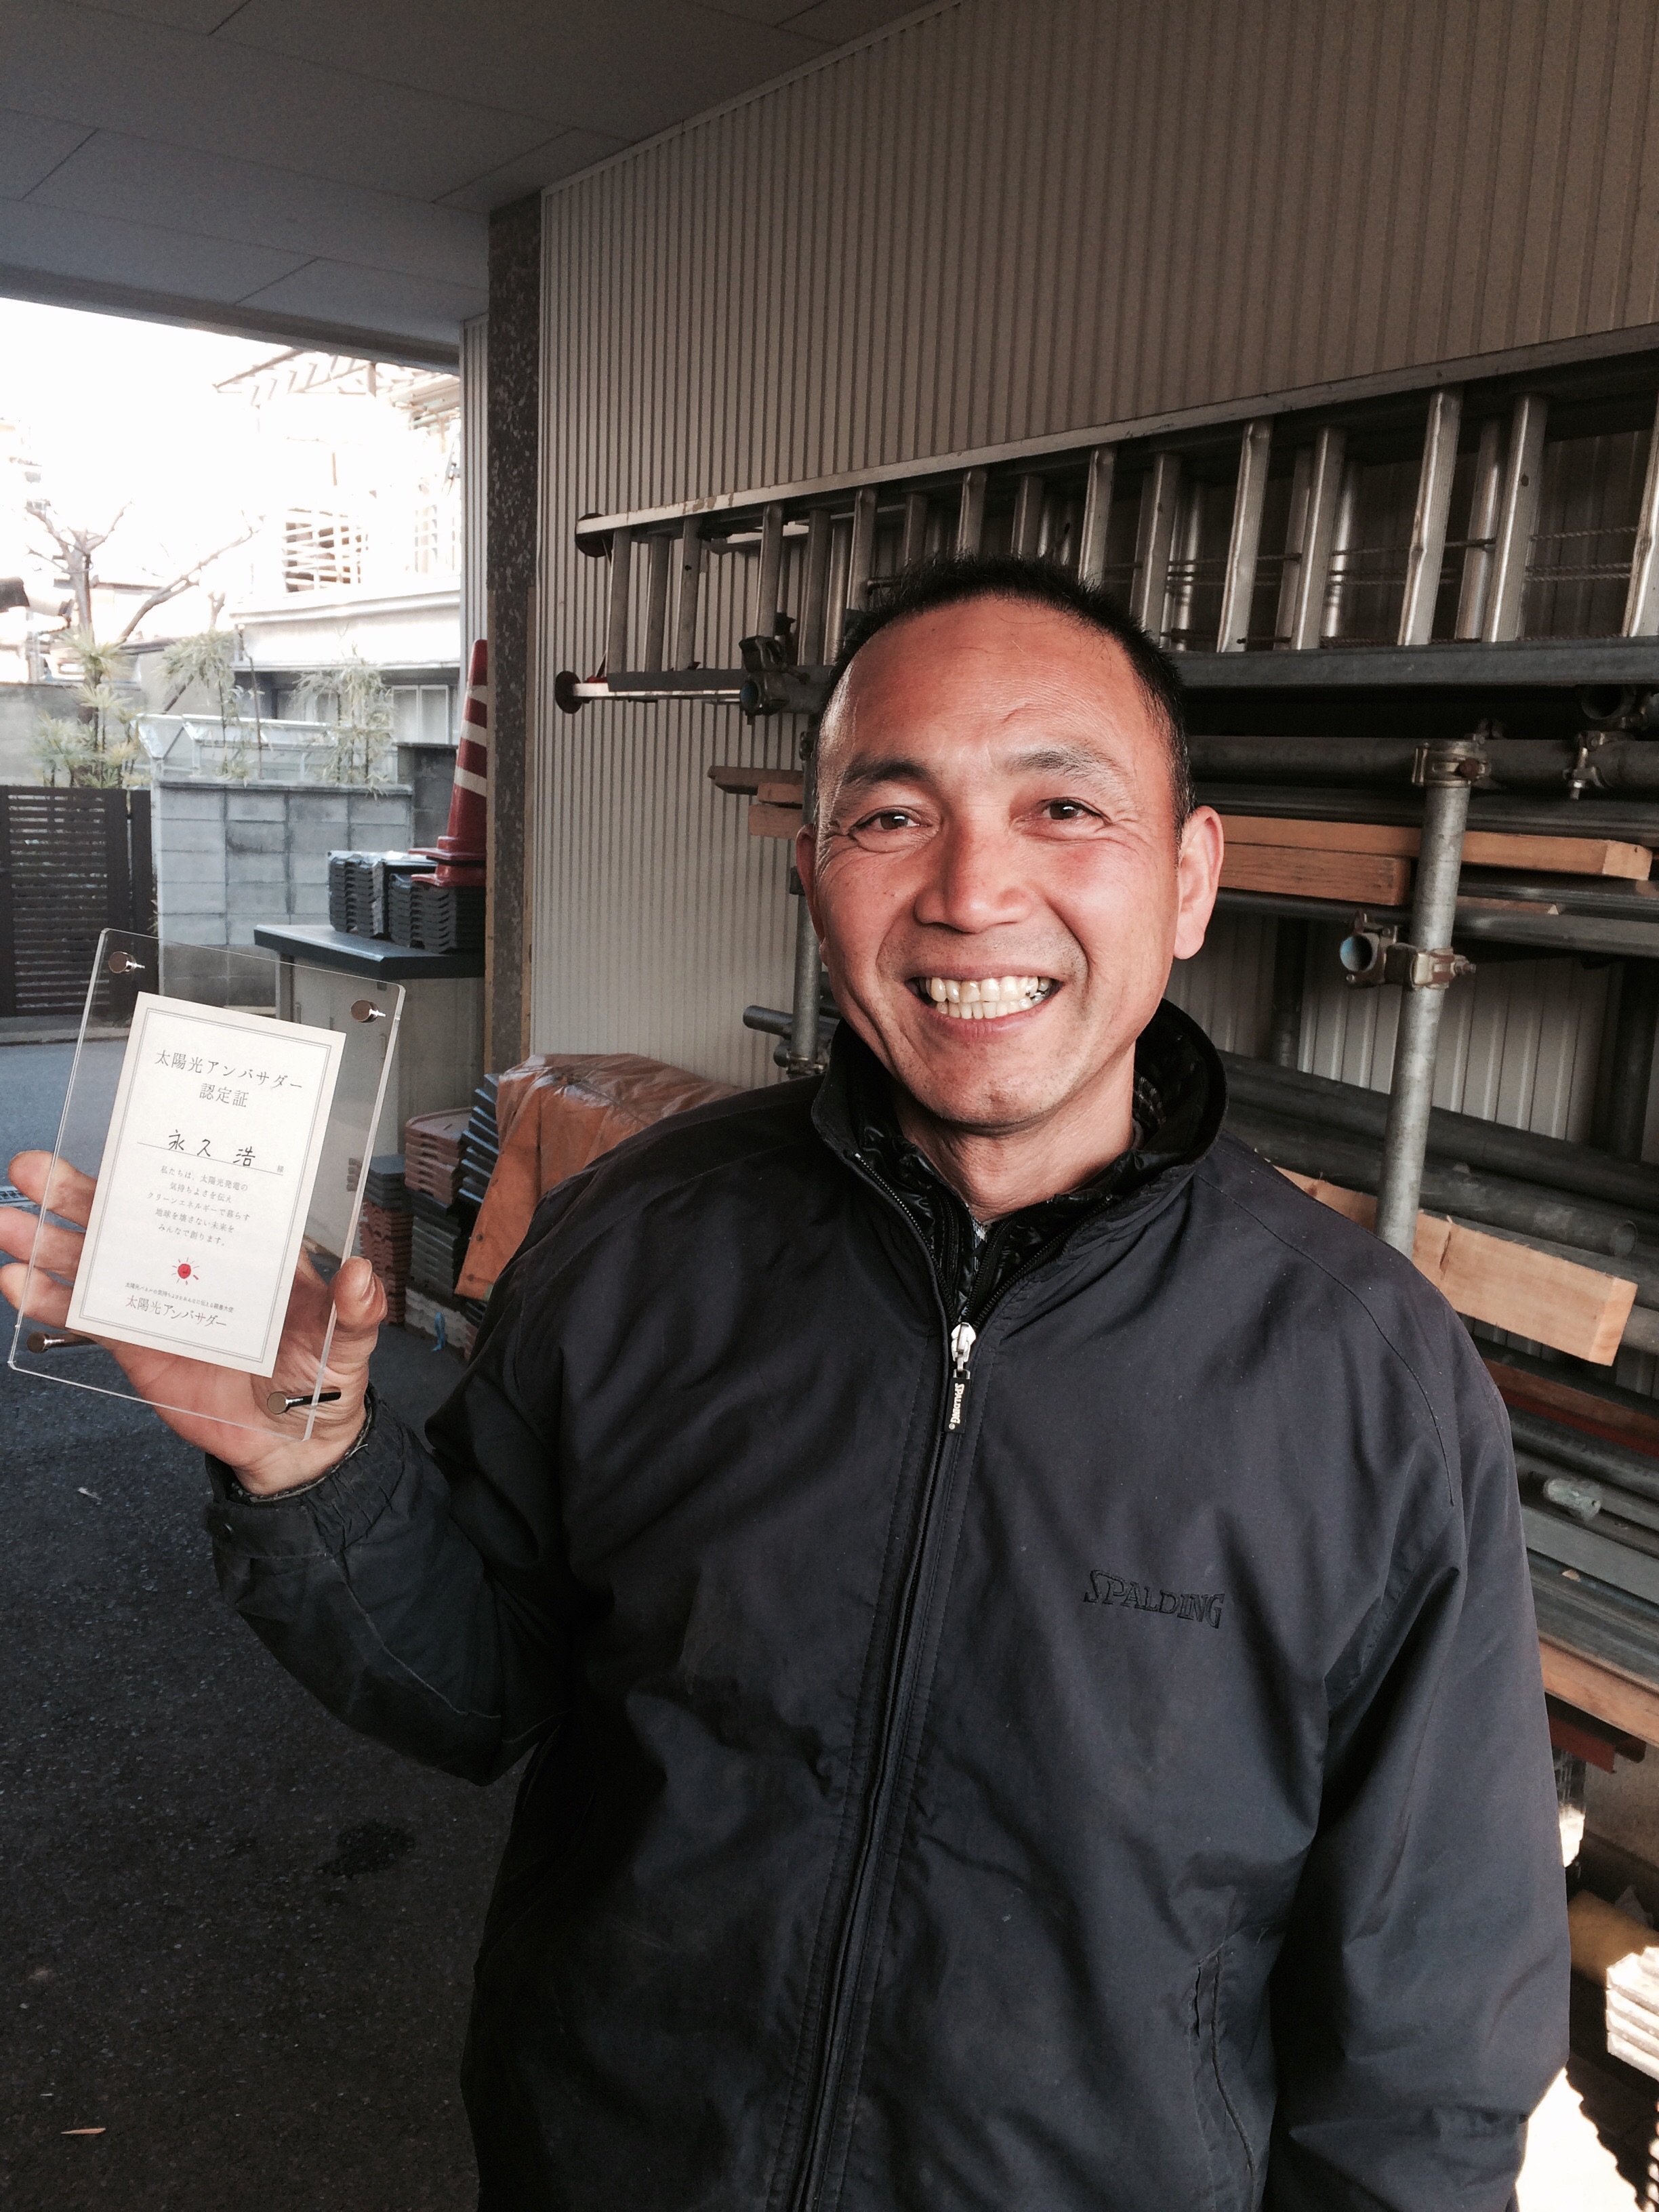 太陽光アンバサダー
認定証
永久 浩 様
私たちは、太陽光発電の
気持ちよさを伝え
クリーンエネルギーで暮らす
地球を壊さない未来を
みんなで創ります。
太陽光アンバサダー
SPALDING
SPALDING